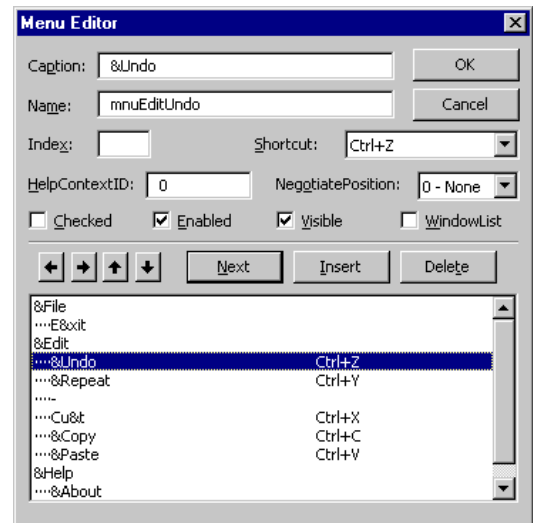 Menu Editor
Caption: &Undo OK
Name: mnuEditUndo Cancel
Index: Shortcut: Ctrl+Z
HelpContextID: 0 NegotiatePosition: 0 - None
Checked Enabled Visible WindowList
Next Insert Delete
&File
····E&xit
&Edit
····&Undo Ctrl+Z
····&Repeat Ctrl+Y
····-
····Cu&t Ctrl+X
····&Copy Ctrl+C
····&Paste Ctrl+V
&Help
····&About